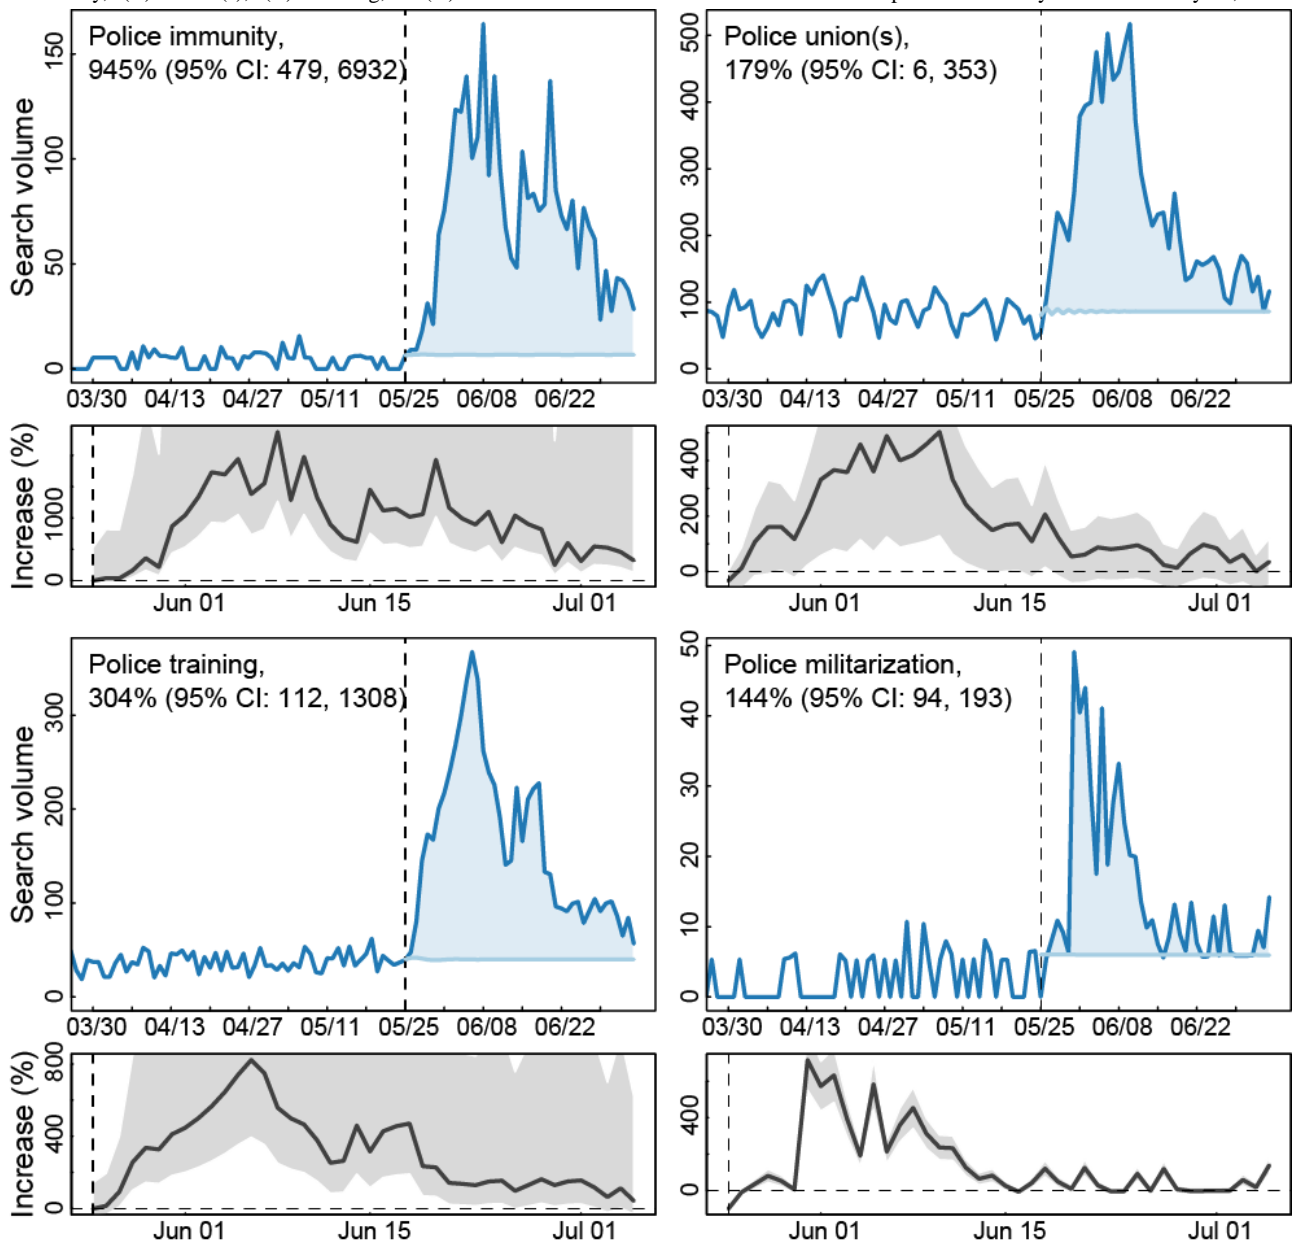 Police immunity,
945% (95% CI: 479, 6932)
Search volume
150
100
50
0
03/30 04/13 04/27 05/11 05/25 06/08 06/22
Police union(s),
179% (95% CI: 6, 353)
500
400
300
200
100
0
03/30 04/13 04/27 05/11 05/25 06/08 06/22
Increase (%)
1000
0
Jun 01 Jun 15 Jul 01
400
200
0
Jun 01 Jun 15 Jul 01
Police training,
304% (95% CI: 112, 1308)
Search volume
300
200
100
0
03/30 04/13 04/27 05/11 05/25 06/08 06/22
Police militarization,
144% (95% CI: 94, 193)
50
40
30
20
10
0
03/30 04/13 04/27 05/11 05/25 06/08 06/22
Increase (%)
800
400
0
Jun 01 Jun 15 Jul 01
400
0
Jun 01 Jun 15 Jul 01